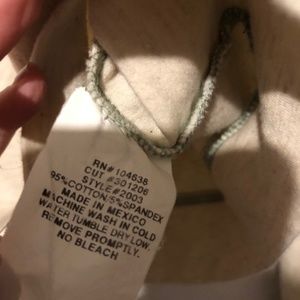 RN# 104638
CUT #301206
STYLE#2003
95%COTTON/5%SPANDEX
MADE IN MEXICO
MACHINE WASH IN COLD
WATER TUMBLE DRY LOW.
REMOVE PROMPTLY.
NO BLEACH